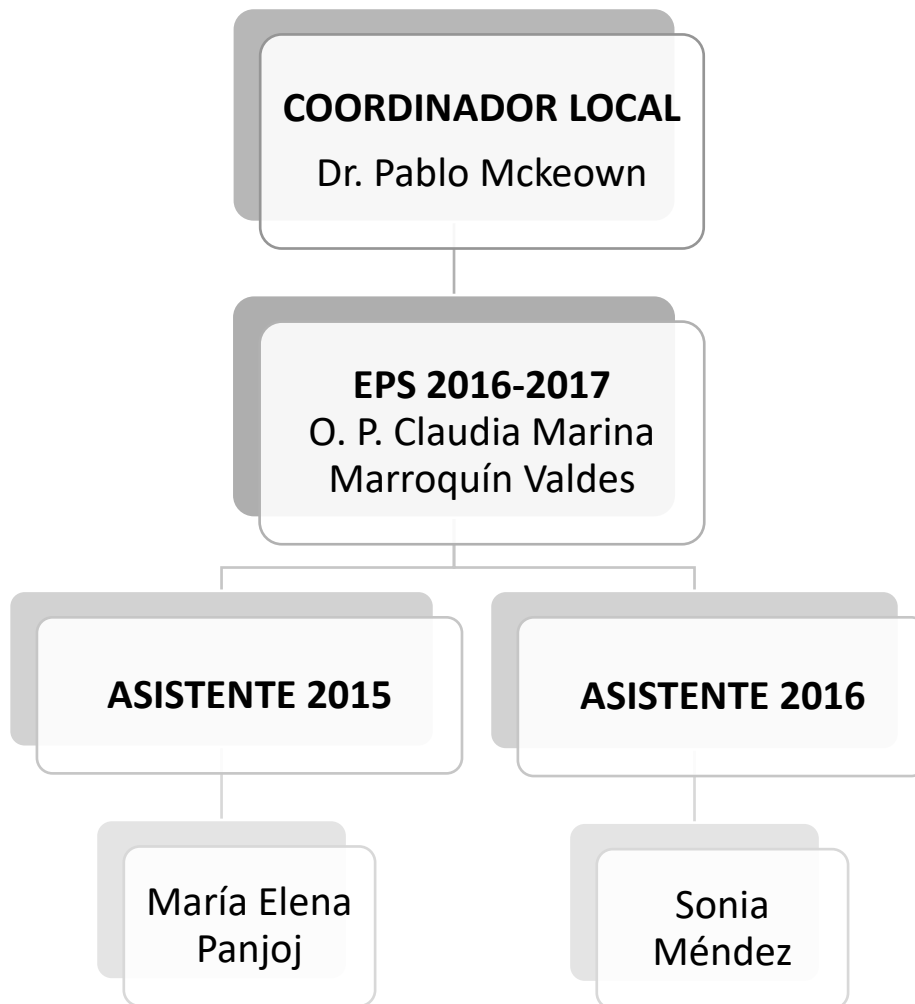 COORDINADOR LOCAL
Dr. Pablo Mckeown
EPS 2016-2017
O. P. Claudia Marina
Marroquín Valdes
ASISTENTE 2015
ASISTENTE 2016
María Elena
Panjoj
Sonia
Méndez